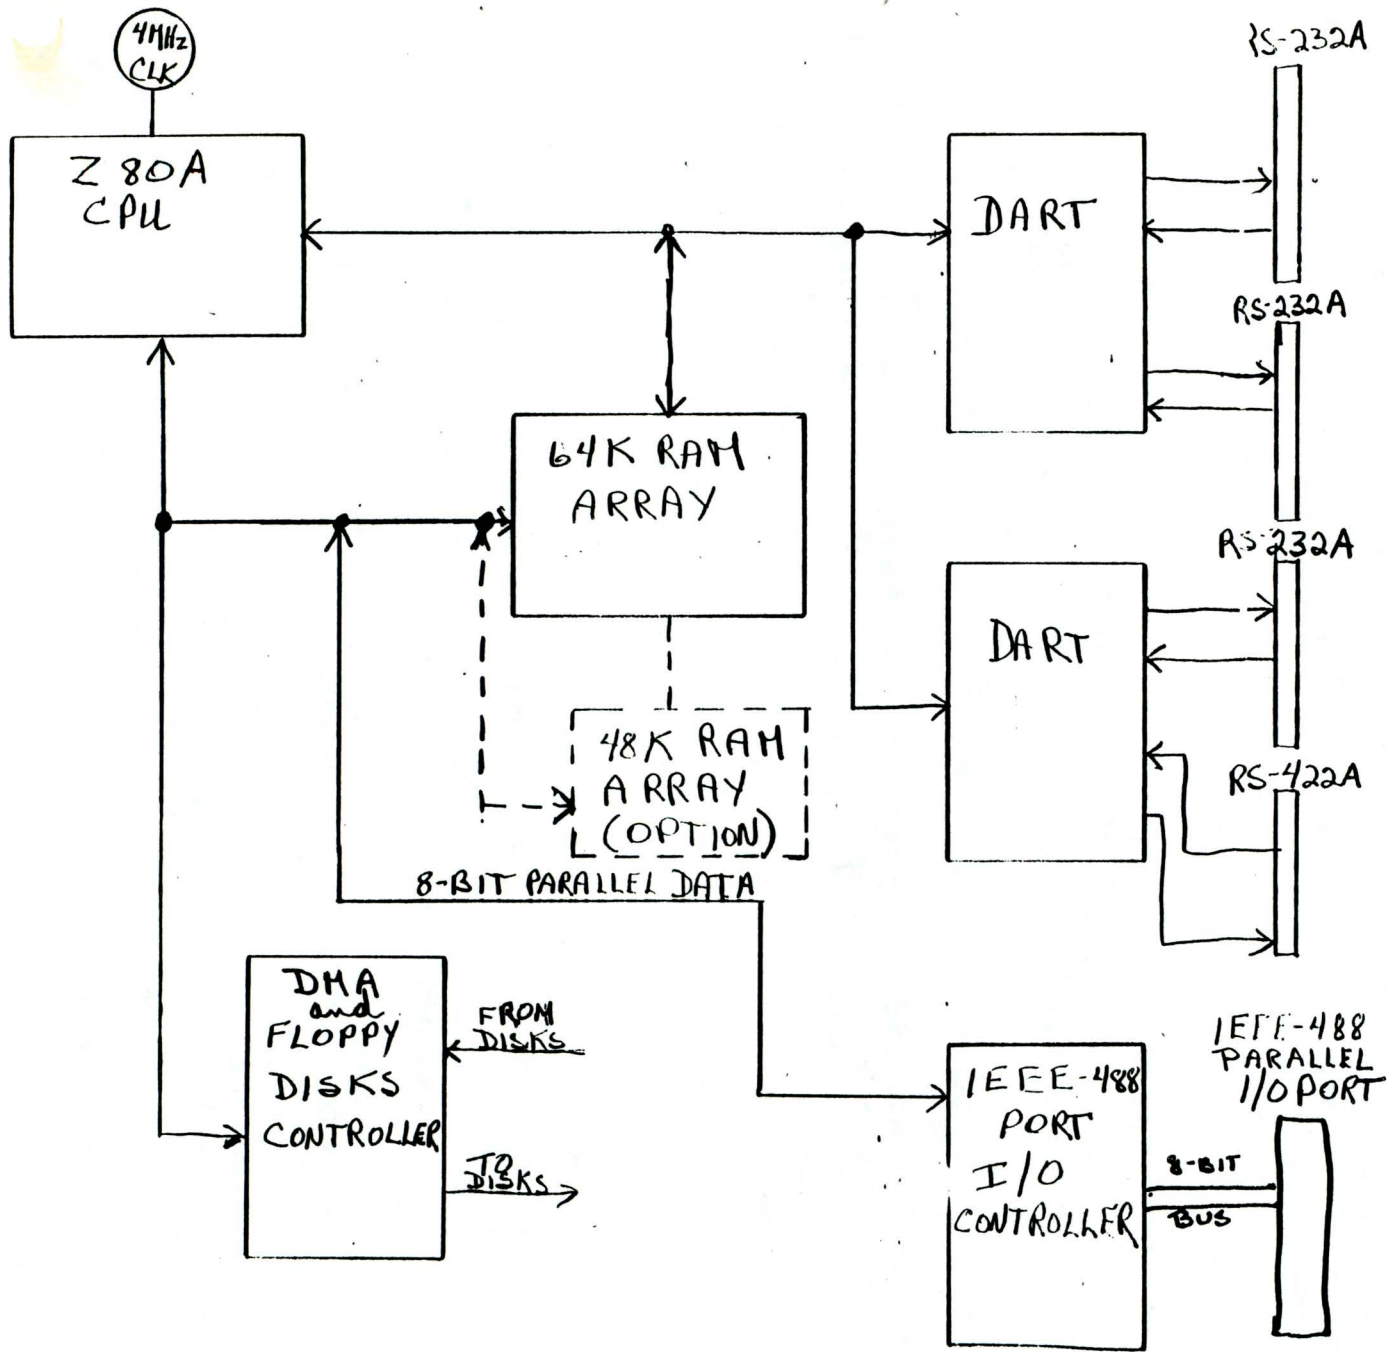 4MHz
CLK
Z 80A
CPU
DART
RS-232A
RS-232A
64K RAM
ARRAY
48K RAM
ARRAY
(OPTION)
8-BIT PARALLEL DATA
DART
RS-232A
RS-422A
DMA
and
FLOPPY
DISKS
CONTROLLER
FROM
DISKS
TO
DISKS
IEEE-488
PORT
I/O
CONTROLLER
8-BIT
BUS
IEEE-488
PARALLEL
I/O PORT